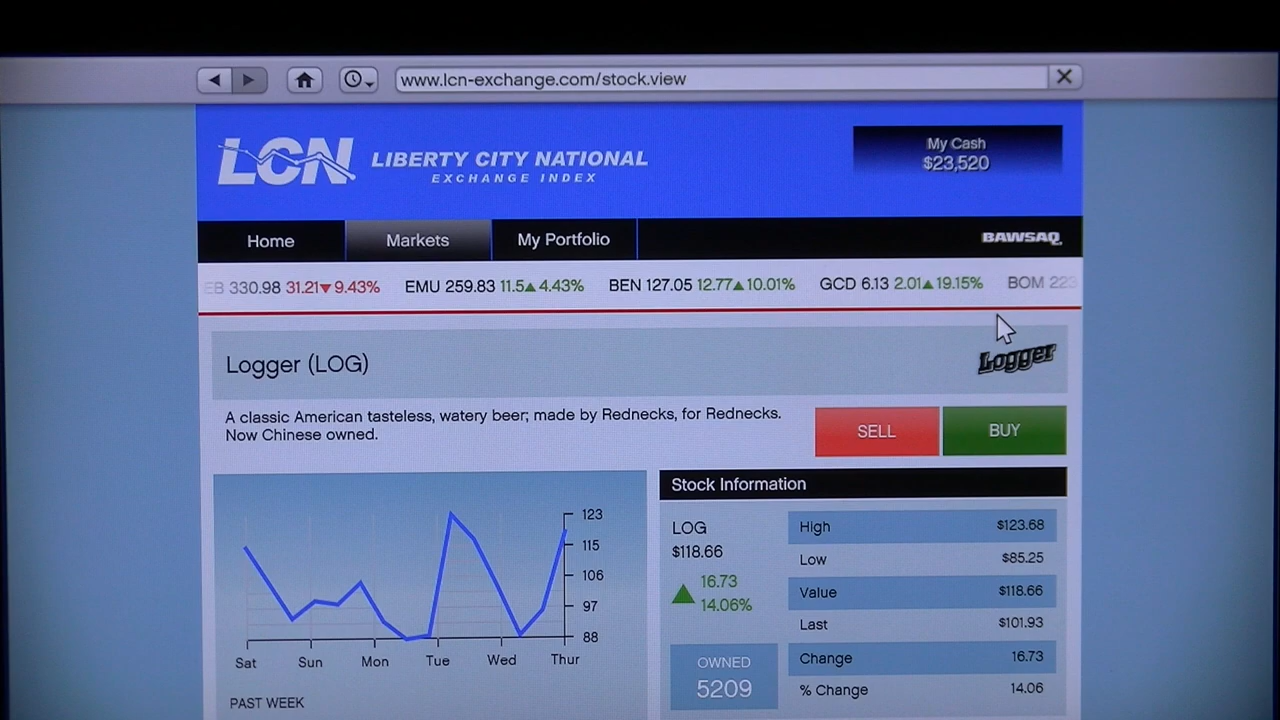 www.lcn-exchange.com/stock.view
LCN LIBERTY CITY NATIONAL
EXCHANGE INDEX
My Cash
$23,520
Home Markets My Portfolio BAWSAQ
EB 330.98 31.21▼9.43% EMU 259.83 11.5▲4.43% BEN 127.05 12.77▲10.01% GCD 6.13 2.01▲19.15% BOM 223
Logger (LOG) Logger
A classic American tasteless, watery beer; made by Rednecks, for Rednecks.
Now Chinese owned.
SELL BUY
123
115
106
97
88
Sat Sun Mon Tue Wed Thur
PAST WEEK
Stock Information
LOG
$118.66
16.73
14.06%
OWNED
5209
High $123.68
Low $85.25
Value $118.66
Last $101.93
Change 16.73
% Change 14.06